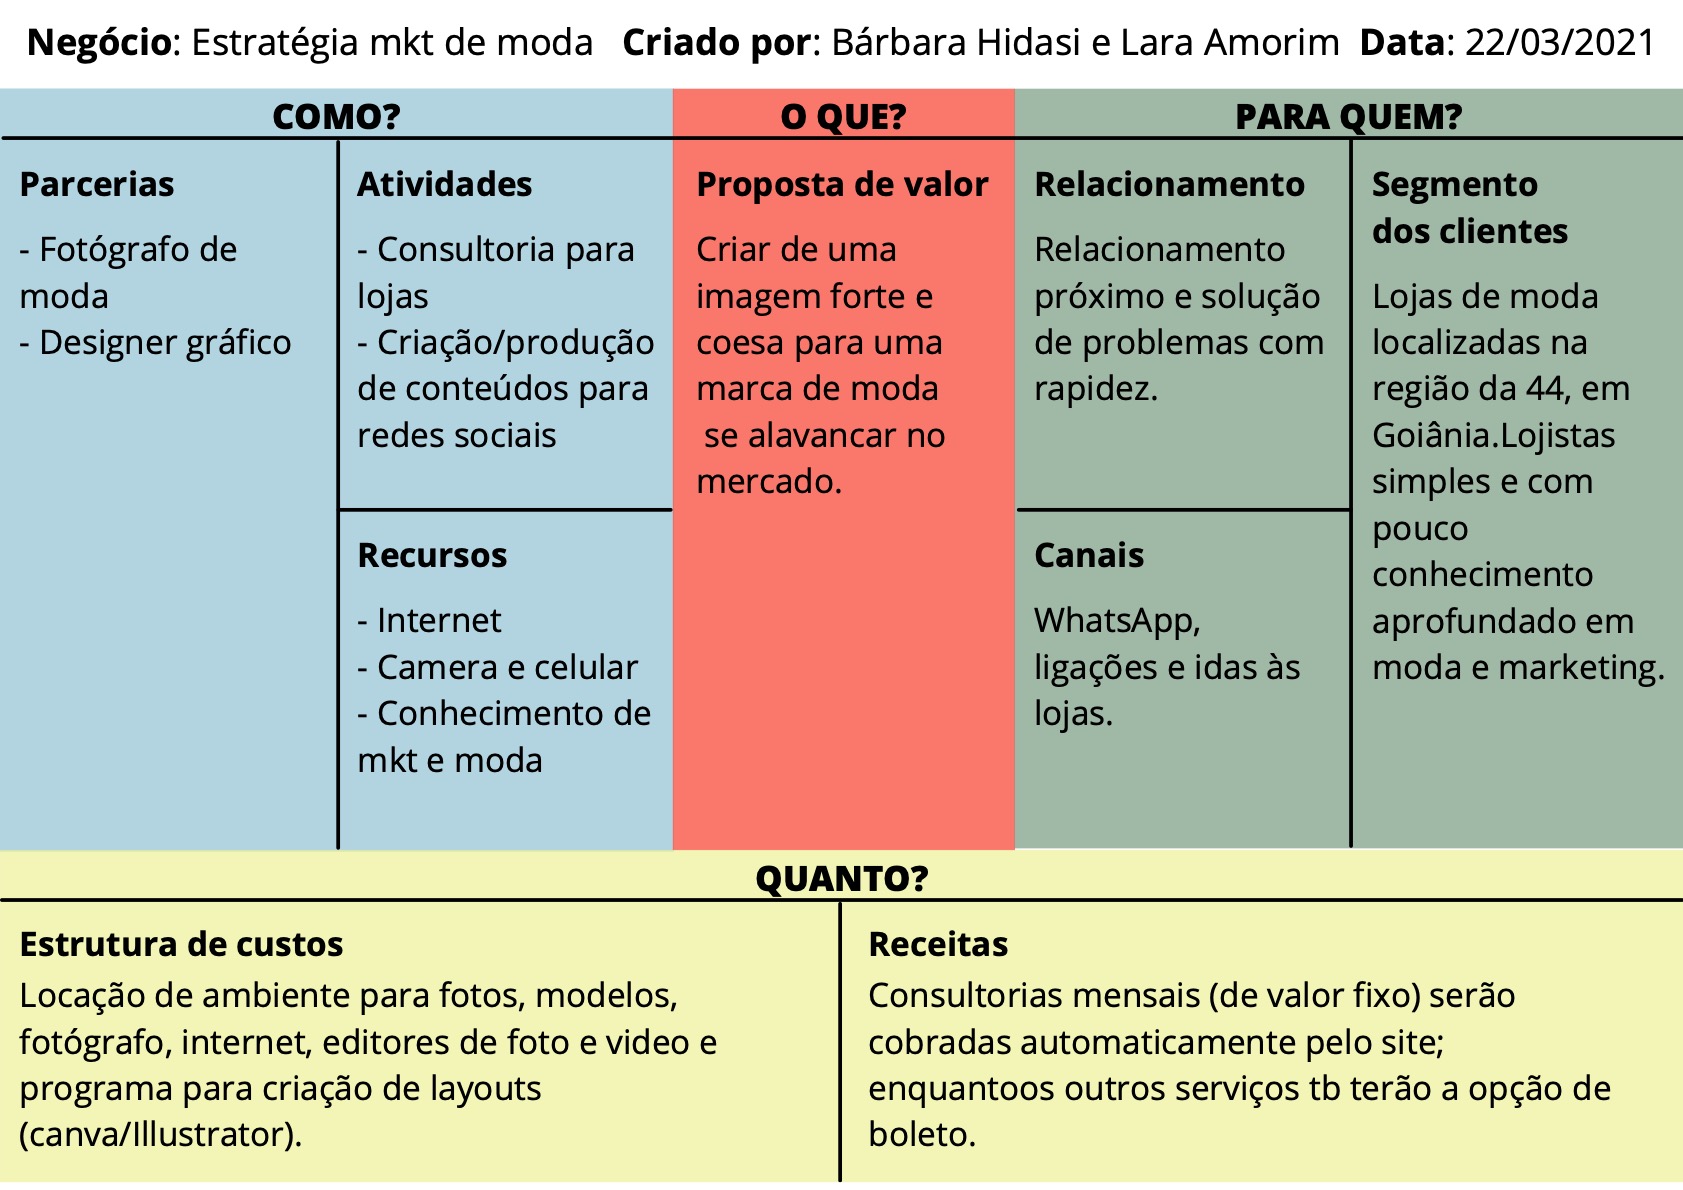 Negócio: Estratégia mkt de moda Criado por: Bárbara Hidasi e Lara Amorim Data: 22/03/2021
COMO?
Parcerias
- Fotógrafo de
moda
- Designer gráfico
Atividades
- Consultoria para
lojas
- Criação/produção
de conteúdos para
redes sociais
Recursos
- Internet
- Camera e celular
- Conhecimento de
mkt e moda
O QUE?
Proposta de valor
Criar de uma
imagem forte e
coesa para uma
marca de moda
se alavancar no
mercado.
PARA QUEM?
Relacionamento
Relacionamento
próximo e solução
de problemas com
rapidez.
Canais
WhatsApp,
ligações e idas às
lojas.
Segmento
dos clientes
Lojas de moda
localizadas na
região da 44, em
Goiânia.Lojistas
simples e com
pouco
conhecimento
aprofundado em
moda e marketing.
QUANTO?
Estrutura de custos
Locação de ambiente para fotos, modelos,
fotógrafo, internet, editores de foto e video e
programa para criação de layouts
(canva/Illustrator).
Receitas
Consultorias mensais (de valor fixo) serão
cobradas automaticamente pelo site;
enquantoos outros serviços tb terão a opção de
boleto.